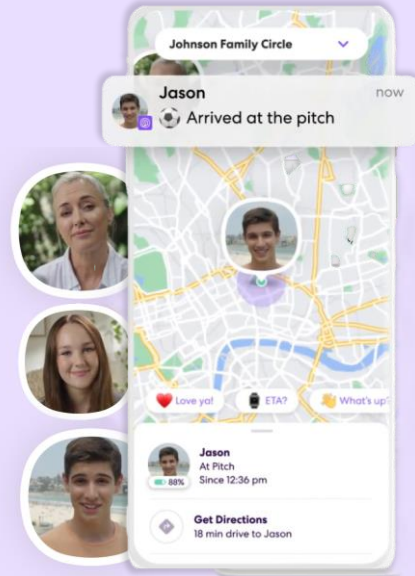 Johnson Family Circle
Jason
now
Arrived at the pitch
Love ya!
ETA?
What's up?
Jason
At Pitch
88%
Since 12:36 pm
Get Directions
18 min drive to Jason